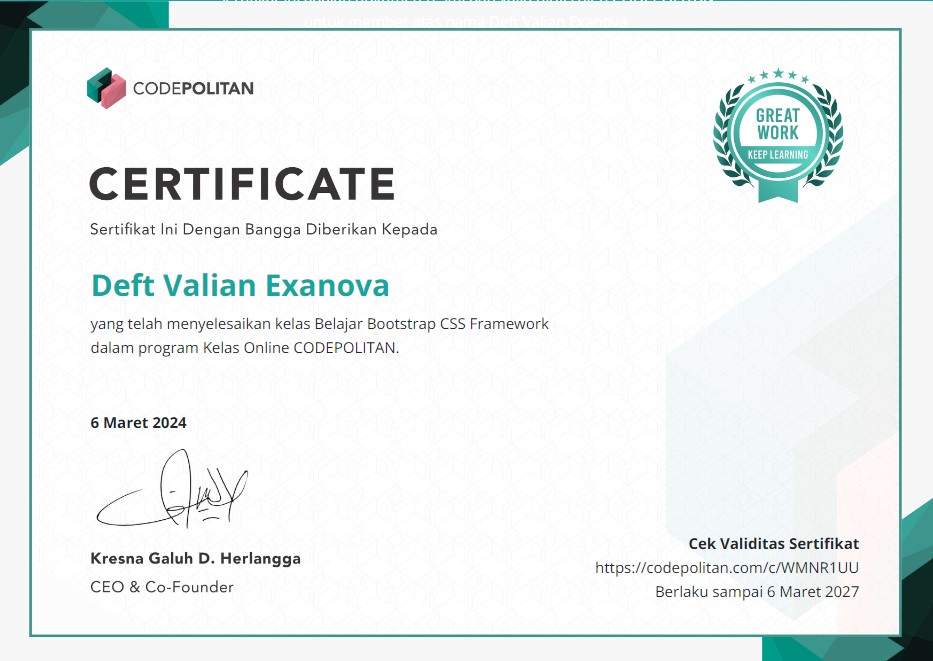 untuk member atas nama Deft Valian Exanova
CODEPOLITAN
GREAT
WORK
KEEP LEARNING
CERTIFICATE
Sertifikat Ini Dengan Bangga Diberikan Kepada
Deft Valian Exanova
yang telah menyelesaikan kelas Belajar Bootstrap CSS Framework
dalam program Kelas Online CODEPOLITAN.
6 Maret 2024
Kresna Galuh D. Herlangga
CEO & Co-Founder
Cek Validitas Sertifikat
https://codepolitan.com/c/WMNR1UU
Berlaku sampai 6 Maret 2027